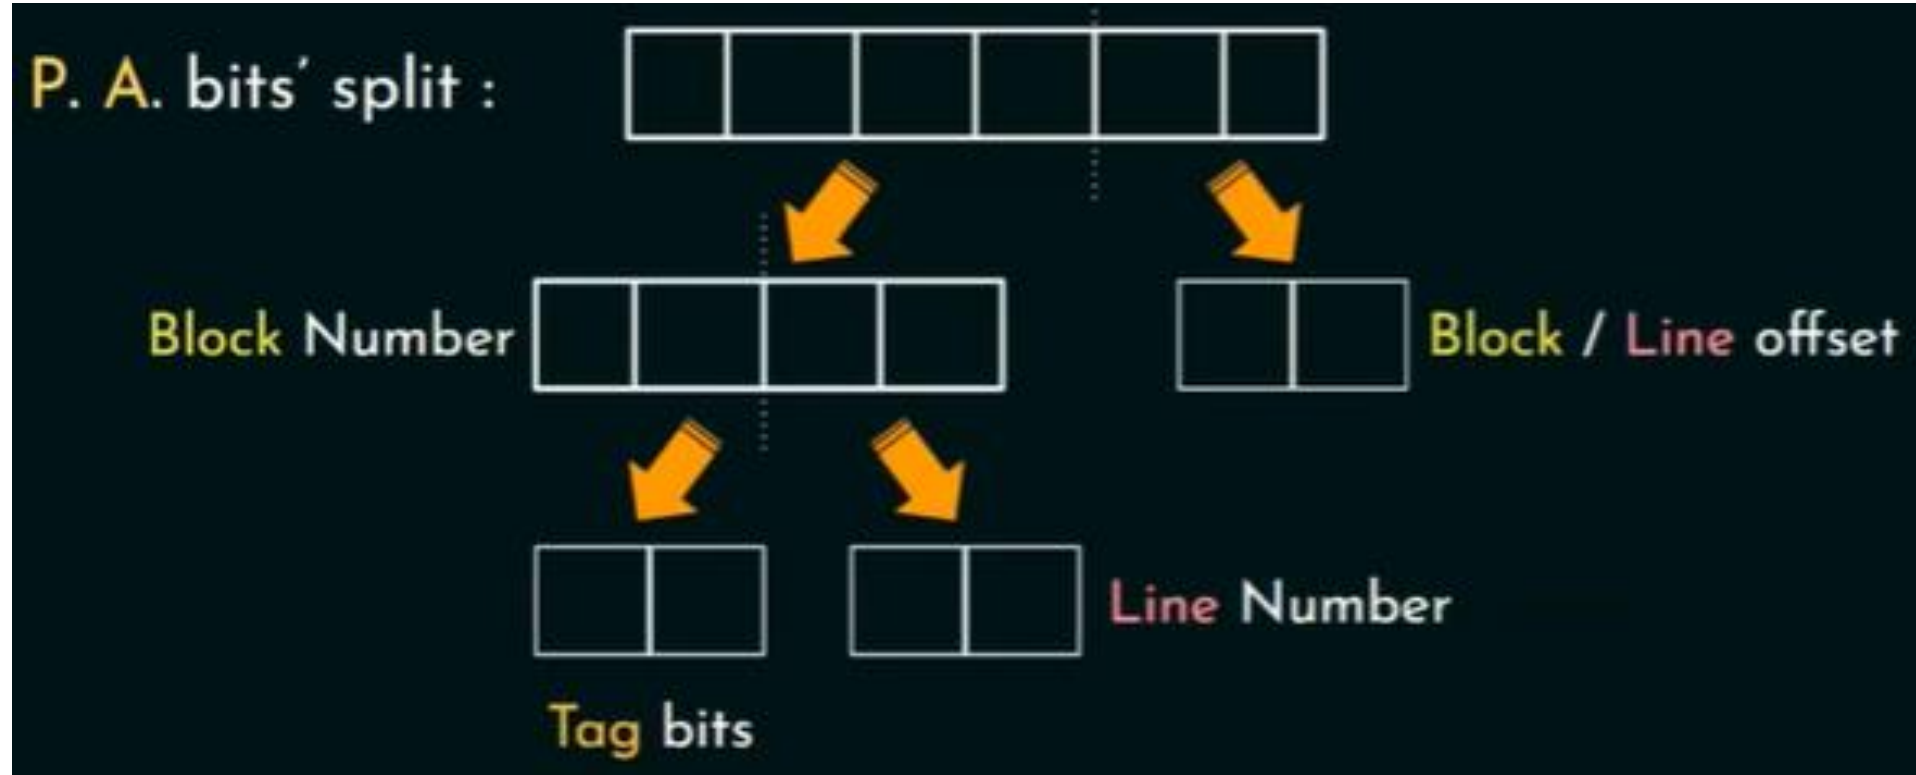 P. A. bits’ split :
Block Number
Block / Line offset
Line Number
Tag bits